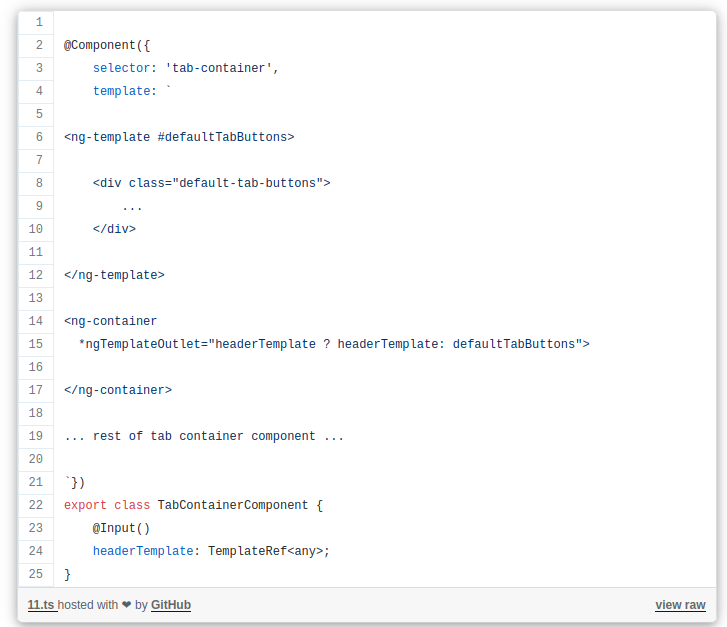 1
2 @Component({
3     selector: 'tab-container',
4     template: `
5
6 <ng-template #defaultTabButtons>
7
8     <div class="default-tab-buttons">
9         ...
10     </div>
11
12 </ng-template>
13
14 <ng-container
15   *ngTemplateOutlet="headerTemplate ? headerTemplate: defaultTabButtons">
16
17 </ng-container>
18
19 ... rest of tab container component ...
20
21 `})
22 export class TabContainerComponent {
23     @Input()
24     headerTemplate: TemplateRef<any>;
25 }
11.ts hosted with ❤ by GitHub view raw